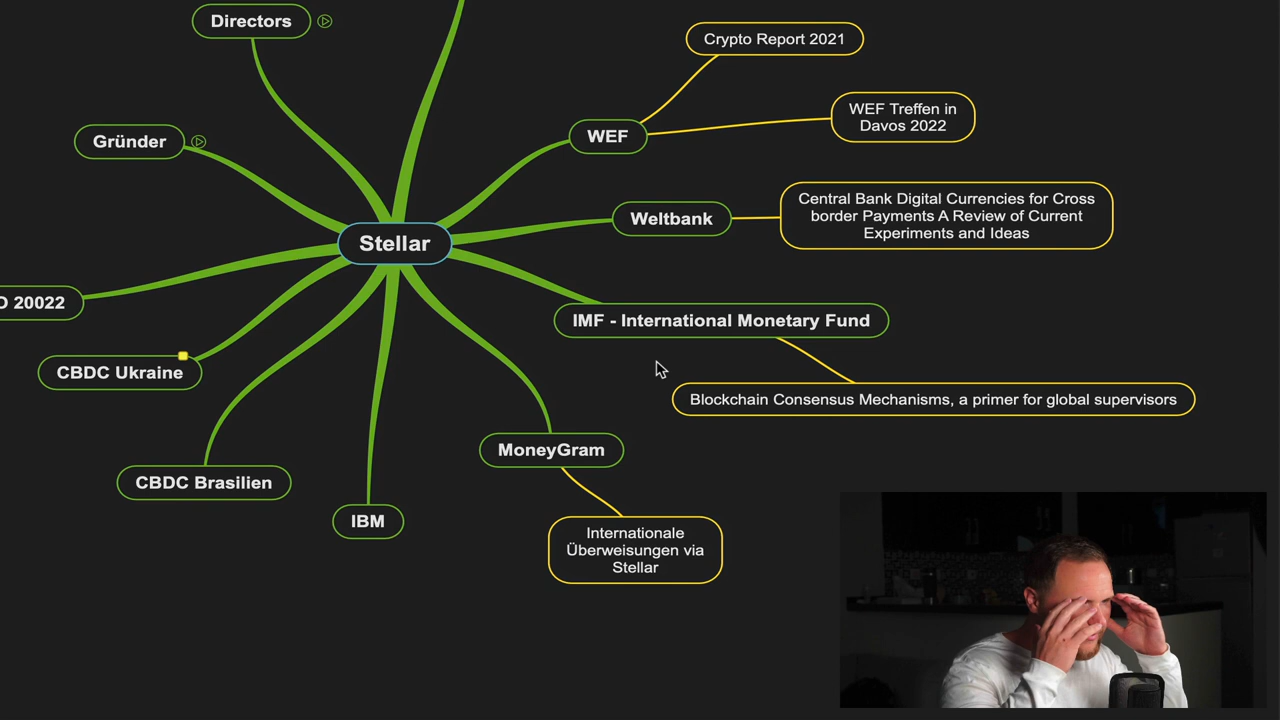 Directors
Crypto Report 2021
WEF Treffen in
Davos 2022
WEF
Gründer
Central Bank Digital Currencies for Cross
border Payments A Review of Current
Experiments and Ideas
Weltbank
Stellar
20022
IMF - International Monetary Fund
CBDC Ukraine
Blockchain Consensus Mechanisms, a primer for global supervisors
MoneyGram
CBDC Brasilien
IBM
Internationale
Überweisungen via
Stellar